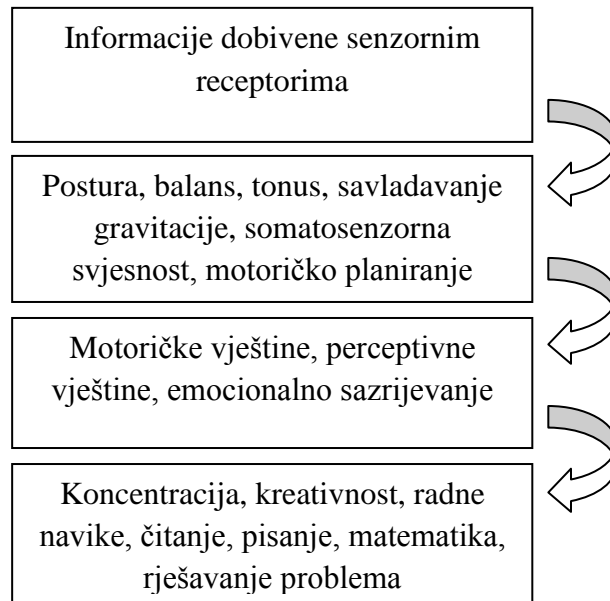 Informacije dobivene senzornim
receptorima
Postura, balans, tonus, savladavanje
gravitacije, somatosenzorna
svjesnost, motoričko planiranje
Motoričke vještine, perceptivne
vještine, emocionalno sazrijevanje
Koncentracija, kreativnost, radne
navike, čitanje, pisanje, matematika,
rješavanje problema